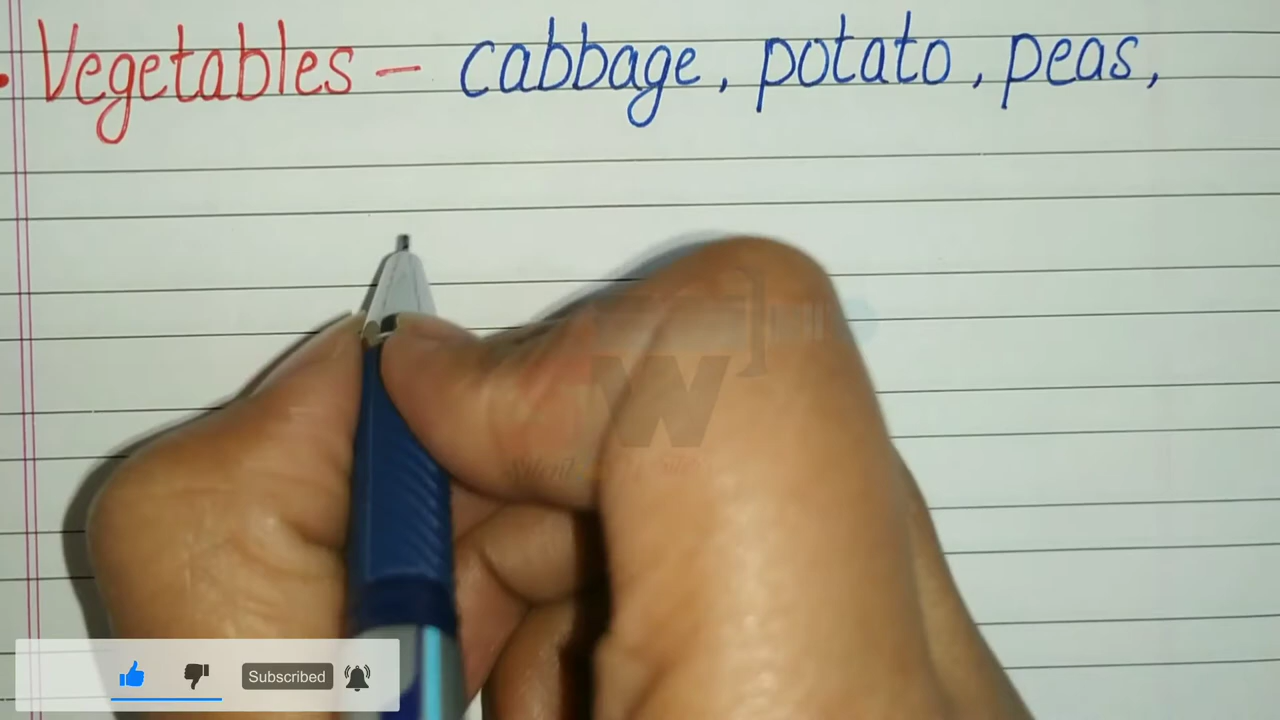 Vegetables - cabbage, potato, peas,
W
Subscribed